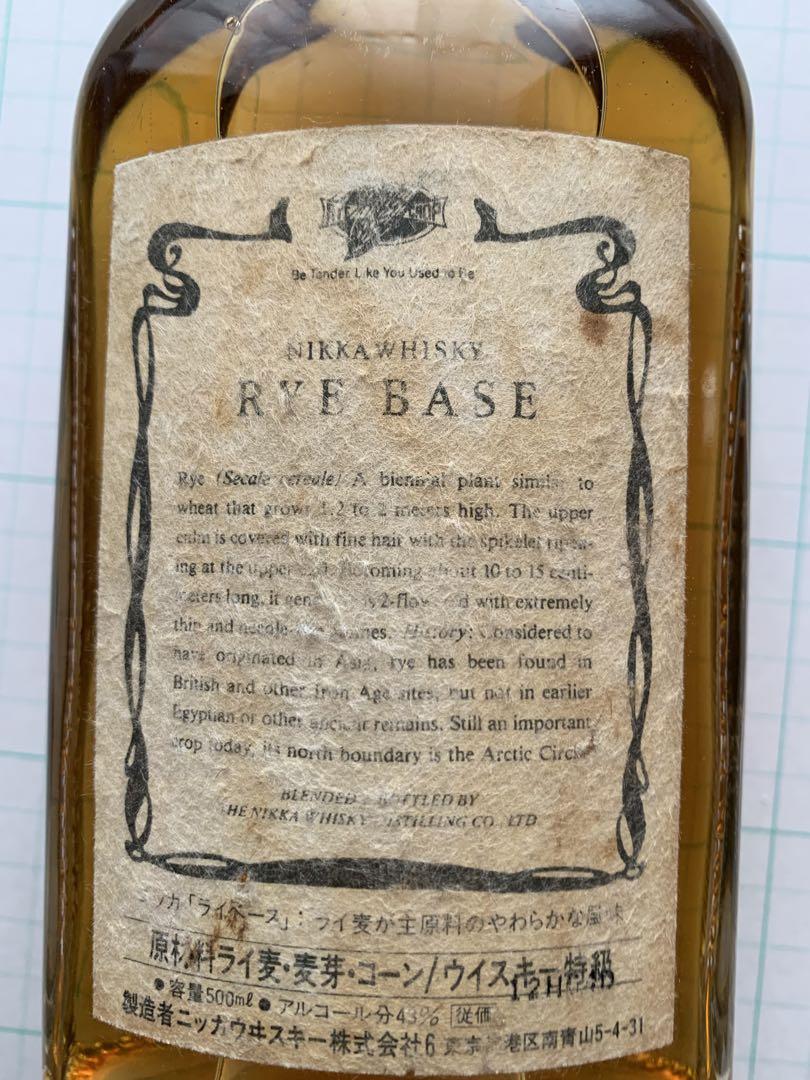 Be Tender Like You Used to Be
NIKKA WHISKY
RYE BASE
Rye (Secale cereale) A biennial plant similar to
wheat that grows 1.2 to 2 meters high. The upper
culm is covered with fine hair with the spikelet ripen-
ing at the upper Becoming about 10 to 15 centi-
meters long, it 2-flow with extremely
thin and History: Considered to
have originated in Asia, rye has been found in
British and other Iron Age sites, but not in earlier
Egyptian or other ancient remains. Still an important
crop today, its north boundary is the Arctic Circle
BLENDED & BOTTLED BY
THE NIKKA WHISKY DISTILLING CO., LTD
ニッカ「ライベース」:ライ麦が主原料のやわらかな風味
原材料ライ麦・麦芽・コーン/ウイスキー特級
●容量500ml●アルコール分43% 従価
製造者ニッカウヰスキー株式会社6 東京 港区南青山5-4-31